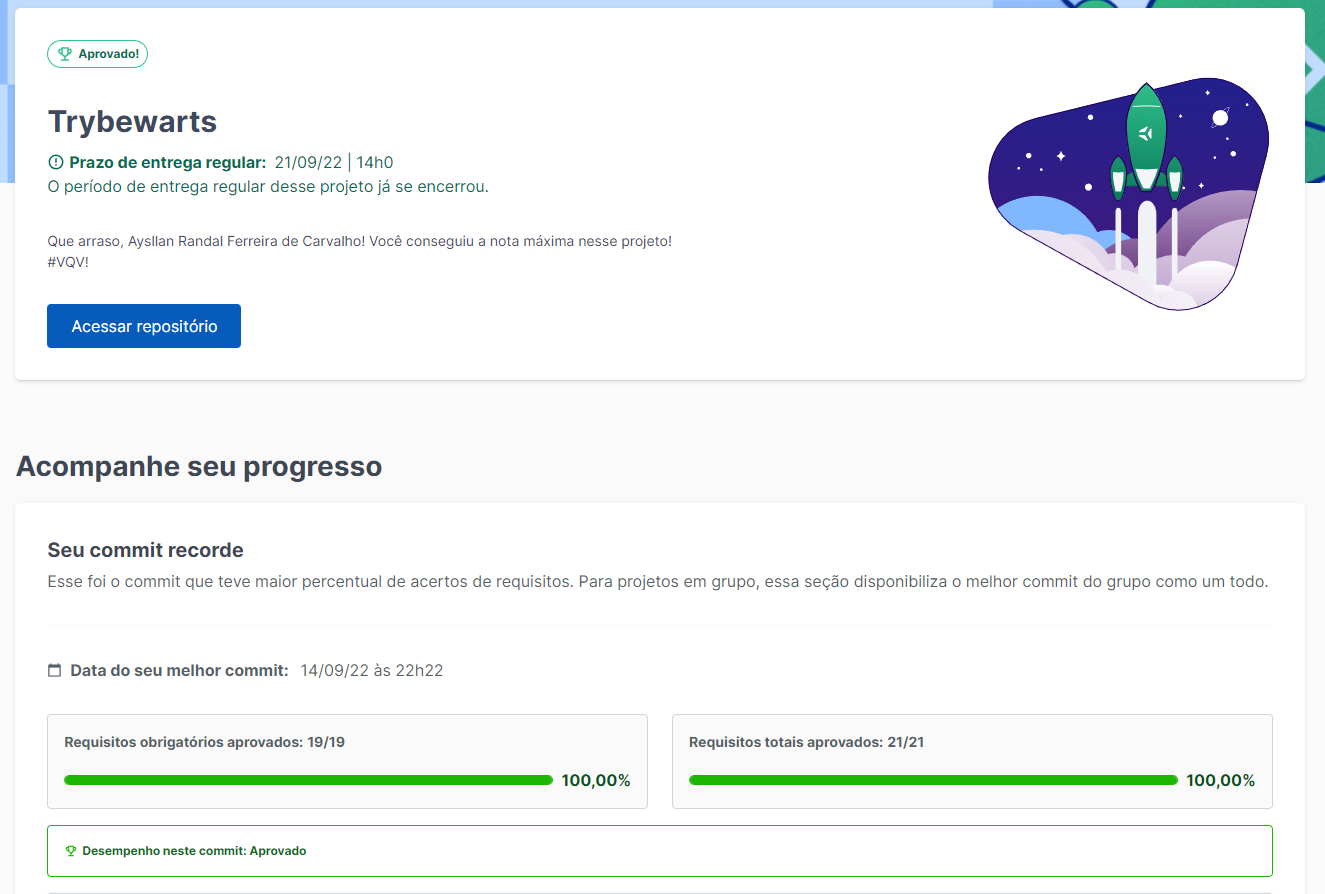 Aprovado!
Trybewarts
Prazo de entrega regular: 21/09/22 | 14h0
O período de entrega regular desse projeto já se encerrou.
Que arraso, Aysllan Randal Ferreira de Carvalho! Você conseguiu a nota máxima nesse projeto!
#VQV!
Acessar repositório
Acompanhe seu progresso
Seu commit recorde
Esse foi o commit que teve maior percentual de acertos de requisitos. Para projetos em grupo, essa seção disponibiliza o melhor commit do grupo como um todo.
Data do seu melhor commit: 14/09/22 às 22h22
Requisitos obrigatórios aprovados: 19/19
100,00%
Requisitos totais aprovados: 21/21
100,00%
Desempenho neste commit: Aprovado